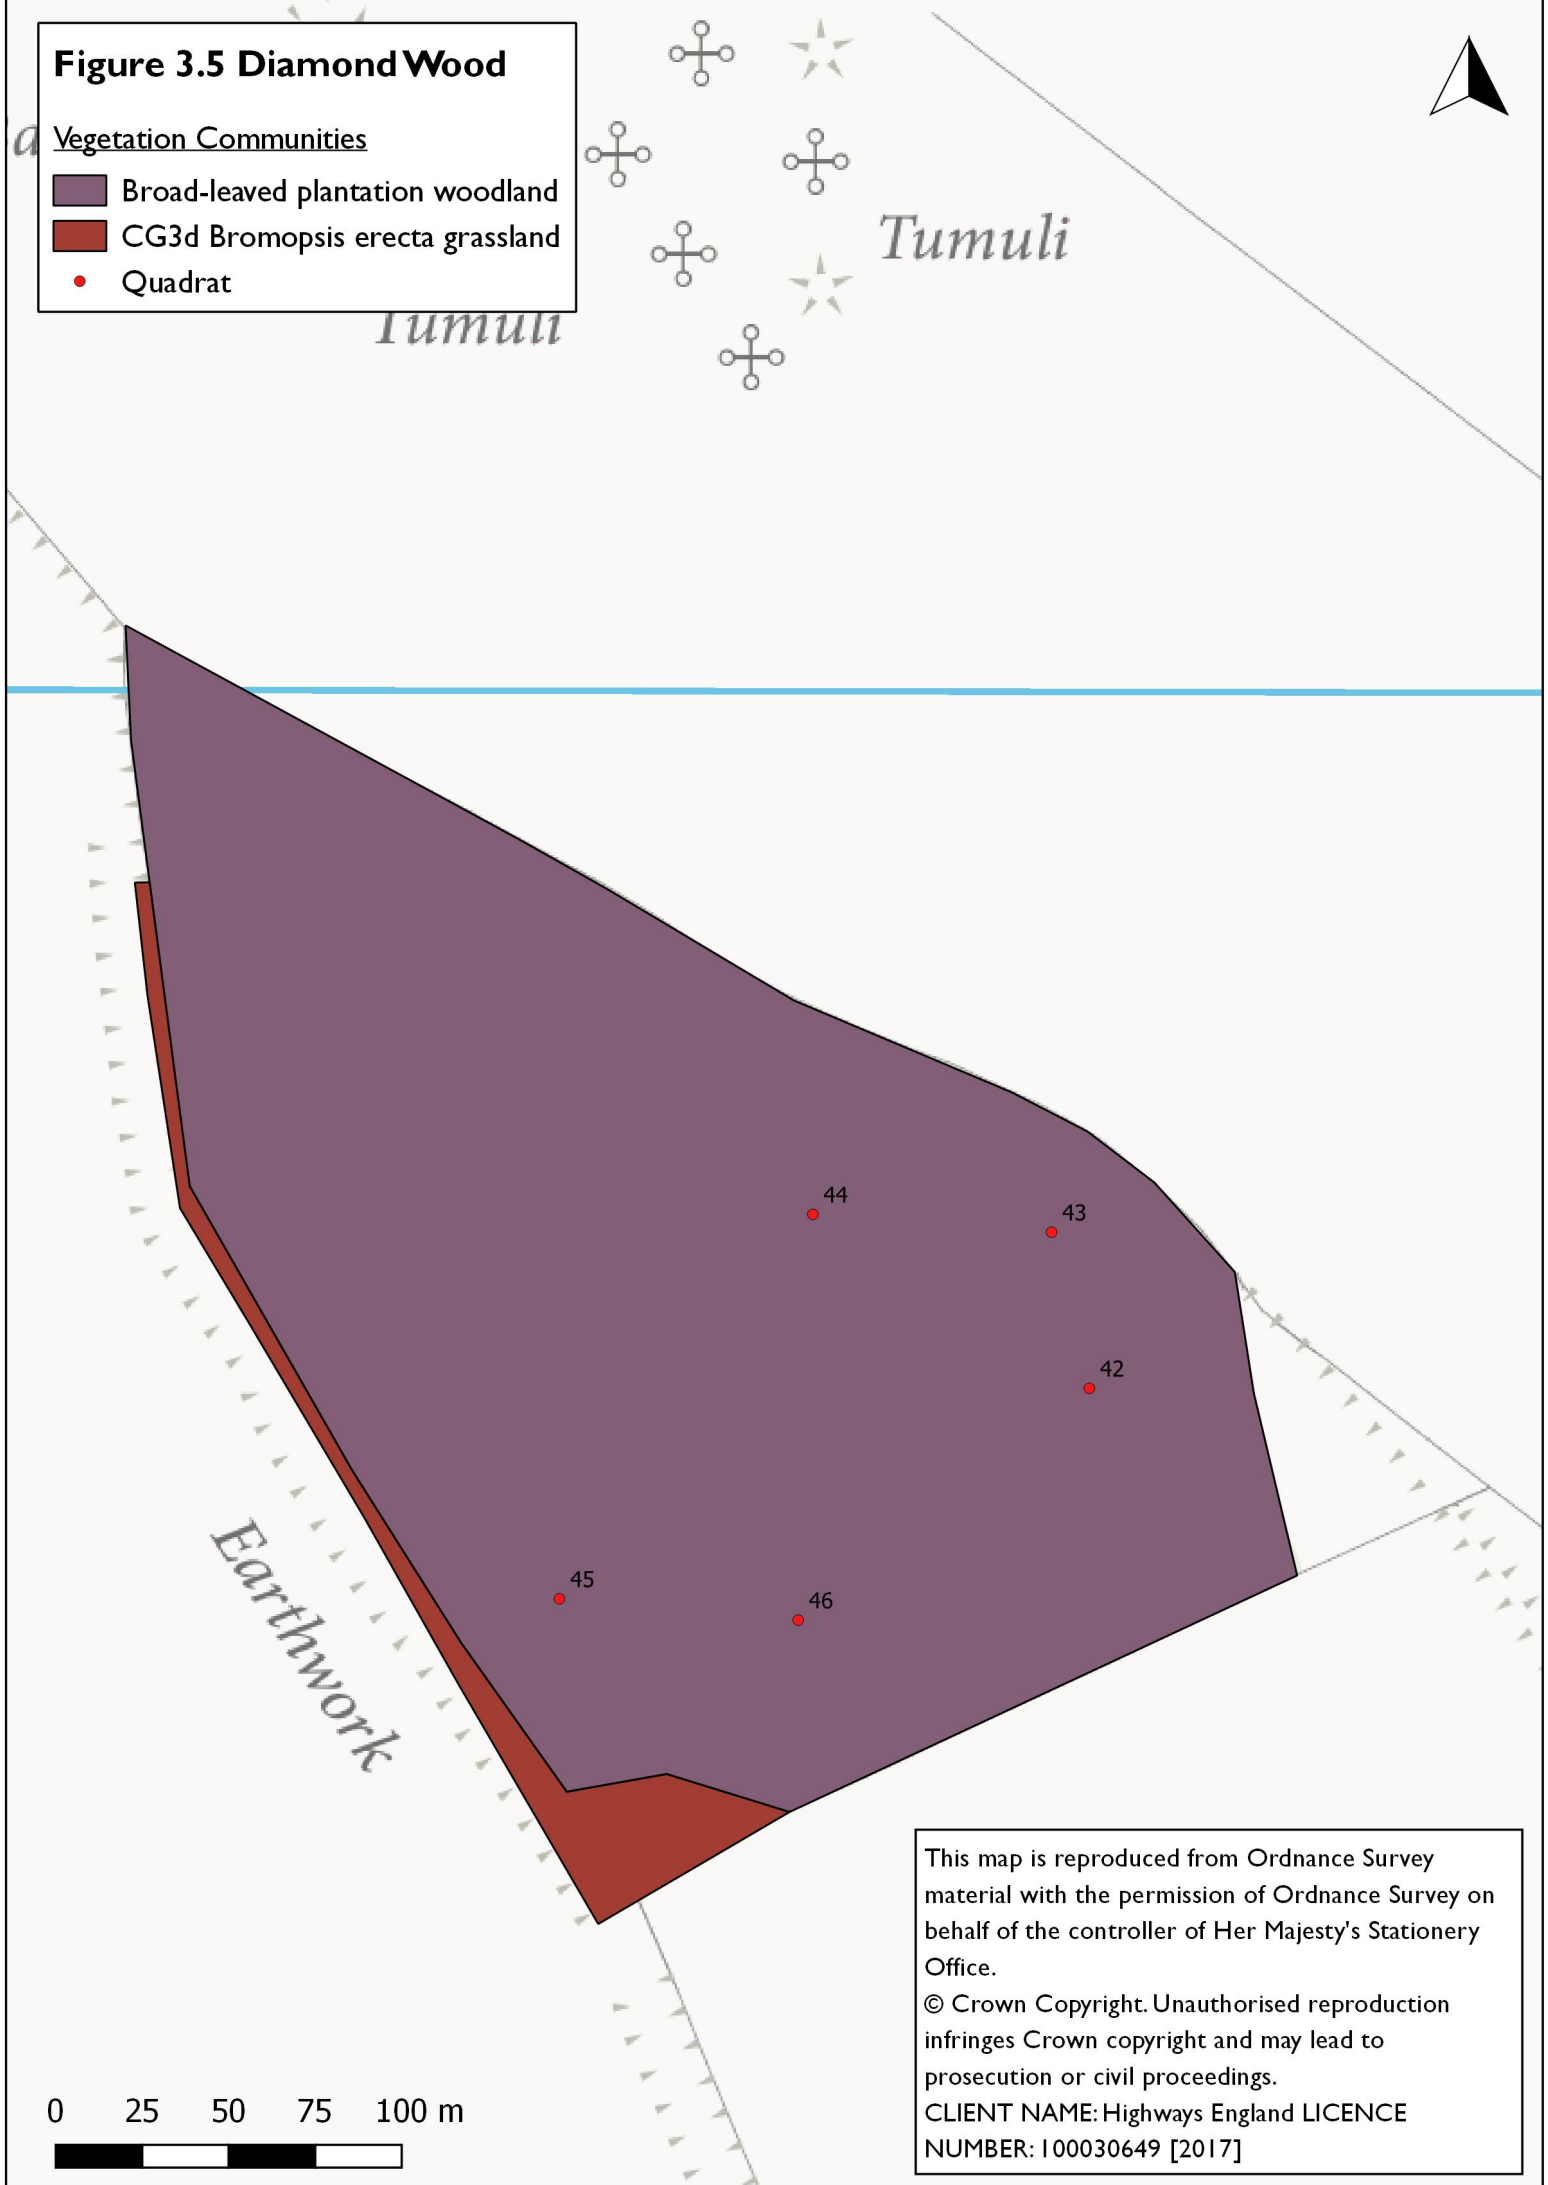 Figure 3.5 Diamond Wood
Vegetation Communities
Broad-leaved plantation woodland
CG3d Bromopsis erecta grassland
Quadrat
Tumuli
Tumuli
44
43
42
45
46
Earthwork
0 25 50 75 100 m
This map is reproduced from Ordnance Survey
material with the permission of Ordnance Survey on
behalf of the controller of Her Majesty's Stationery
Office.
© Crown Copyright. Unauthorised reproduction
infringes Crown copyright and may lead to
prosecution or civil proceedings.
CLIENT NAME: Highways England LICENCE
NUMBER: 100030649 [2017]